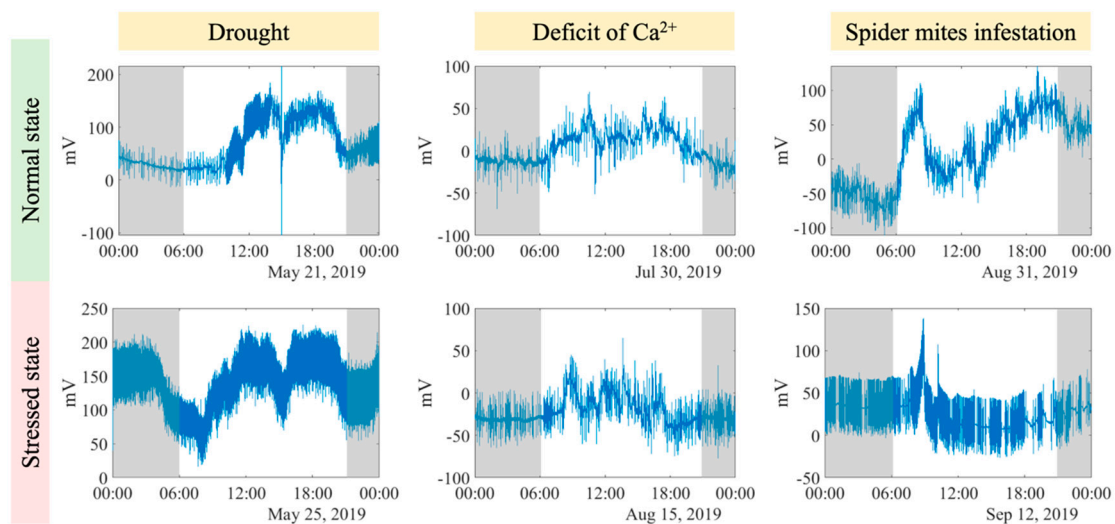 Drought
Deficit of Ca²⁺
Spider mites infestation
Normal state
mV
200
100
0
-100
00:00 06:00 12:00 18:00 00:00
May 21, 2019
mV
100
50
0
-50
-100
00:00 06:00 12:00 18:00 00:00
Jul 30, 2019
mV
100
50
0
-50
-100
00:00 06:00 12:00 18:00 00:00
Aug 31, 2019
Stressed state
mV
250
200
150
100
50
0
00:00 06:00 12:00 18:00 00:00
May 25, 2019
mV
100
50
0
-50
-100
00:00 06:00 12:00 18:00 00:00
Aug 15, 2019
mV
150
100
50
0
-50
00:00 06:00 12:00 18:00 00:00
Sep 12, 2019